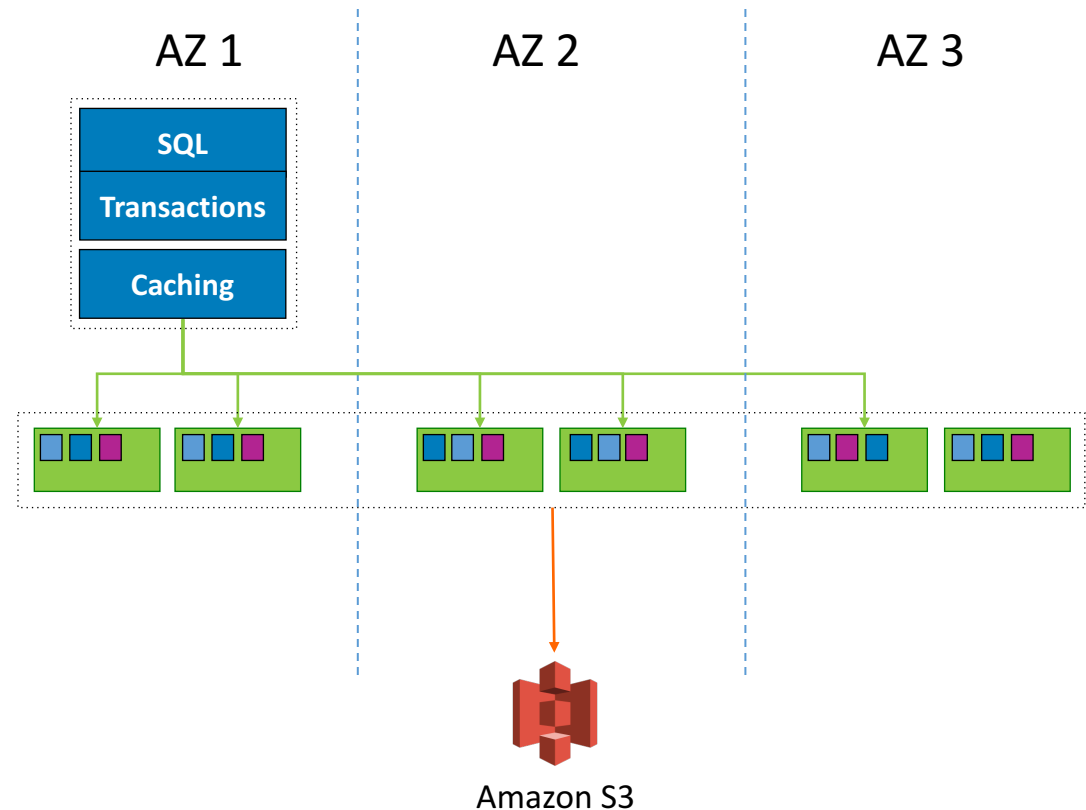 AZ 1
AZ 2
AZ 3
SQL
Transactions
Caching
Amazon S3